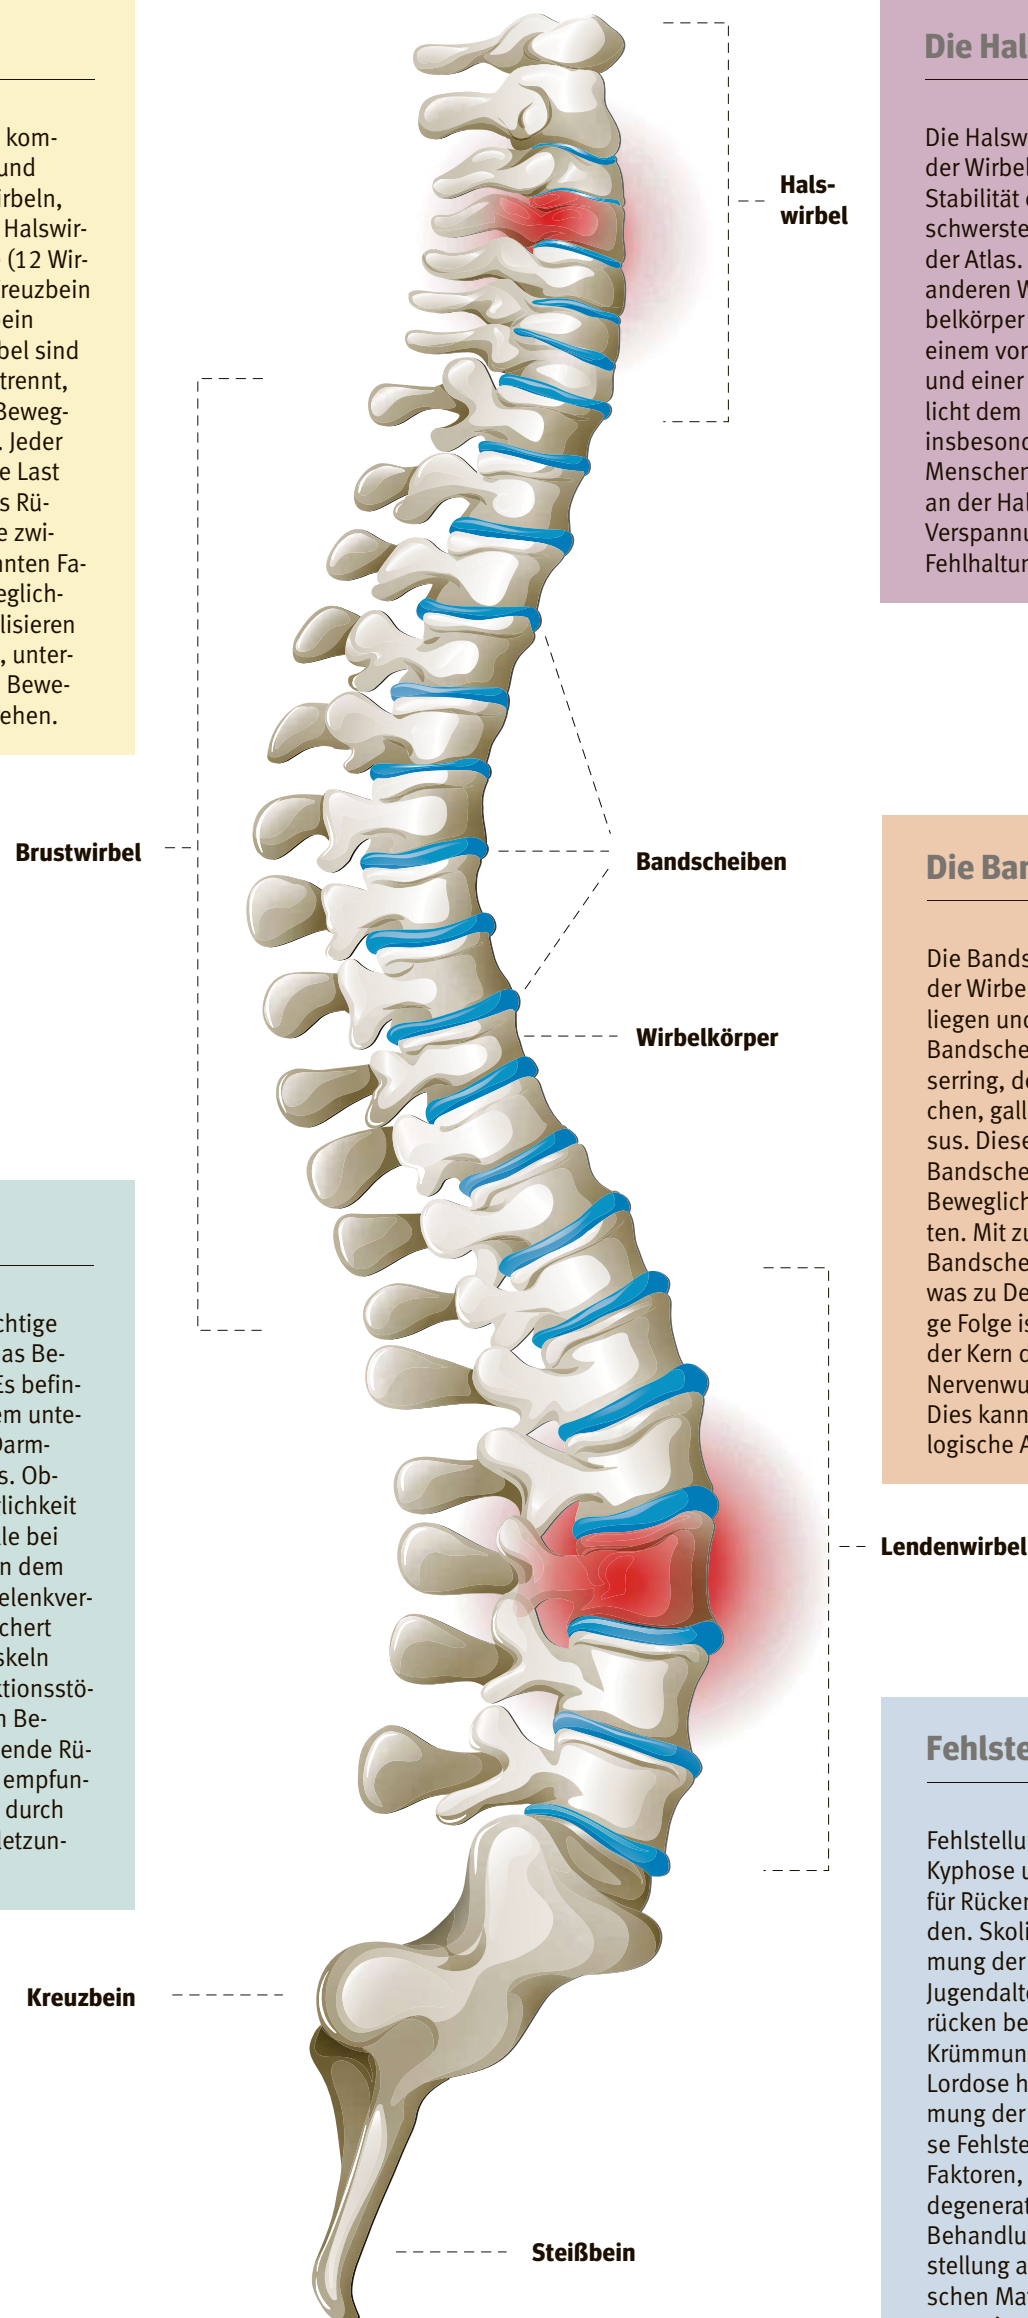 kom-
und
irbeln,
Halswir-
(12 Wir-
reuzbein
ein
bel sind
trennt,
Beweg-
. Jeder
e Last
s Rü-
e zwi-
nnten Fa-
eglich-
lisieren
, unter-
Bewe-
ehen.
Die Hal
Die Halsw
der Wirbel
Stabilität
schwerste
der Atlas.
anderen W
belkörper
einem vor
und einer
licht dem
insbesond
Menschen
an der Hal
Verspannu
Fehlhaltun
Hals-
wirbel
Brustwirbel
Bandscheiben
Wirbelkörper
Die Ban
Die Bands
der Wirbe
liegen und
Bandsche
serring, de
chen, gall
sus. Diese
Bandsche
Beweglich
ten. Mit zu
Bandsche
was zu De
ge Folge is
der Kern d
Nervenwu
Dies kann
logische A
chtige
as Be-
Es befin-
em unte-
Darm-
s. Ob-
rlichkeit
le bei
n dem
elenkver-
chert
skeln
ktionsstö-
n Be-
ende Rü-
empfun-
durch
letzun-
Lendenwirbel
Fehlste
Fehlstellu
Kyphose u
für Rücken
den. Skoli
mung der
Jugendalte
rücken be
Krümmun
Lordose h
mung der
se Fehlste
Faktoren,
degenerat
Behandlu
stellung a
schen Ma
Kreuzbein
Steißbein